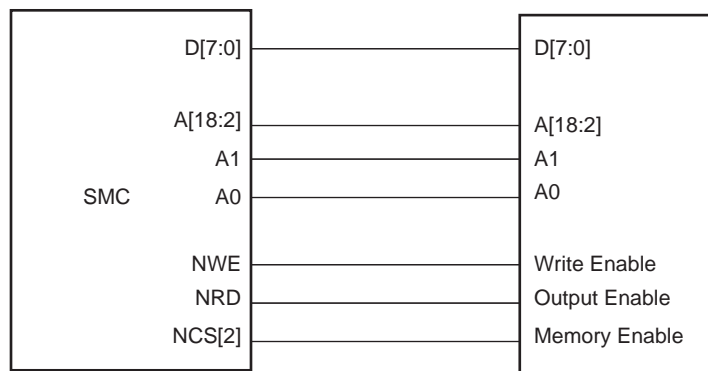 D[7:0] D[7:0]
A[18:2] A[18:2]
A1 A1
SMC A0 A0
NWE Write Enable
NRD Output Enable
NCS[2] Memory Enable